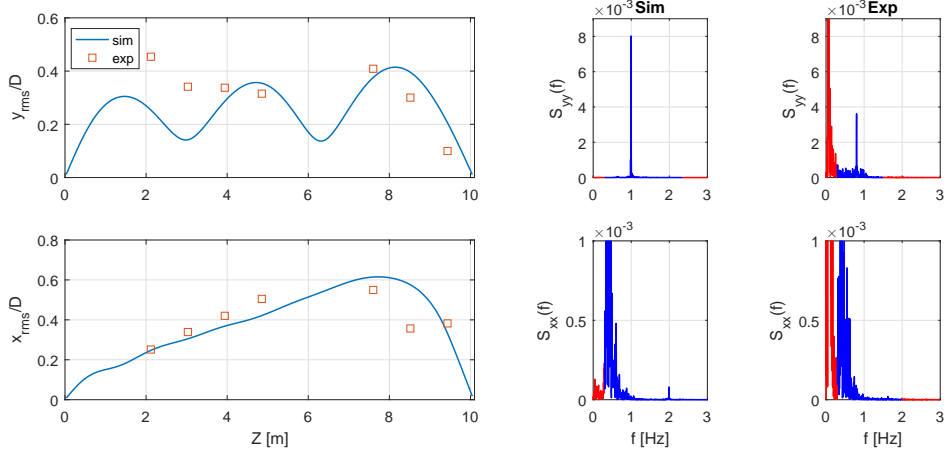 0.6
0.4
0.2
0
y_rms/D
sim
exp
0 2 4 6 8 10
0.8
0.6
0.4
0.2
0
x_rms/D
0 2 4 6 8 10
Z [m]
×10^-3 Sim
8
6
4
2
0
S_yy(f)
0 1 2 3
×10^-3 Exp
8
6
4
2
0
S_yy(f)
0 1 2 3
×10^-3
1
0.5
0
S_xx(f)
0 1 2 3
f [Hz]
×10^-3
1
0.5
0
S_xx(f)
0 1 2 3
f [Hz]